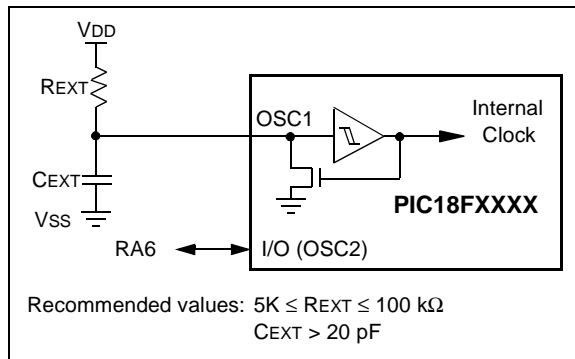 VDD
REXT
OSC1
Internal
Clock
CEXT
PIC18FXXXX
VSS
RA6
I/O (OSC2)
Recommended values: 5K ≤ REXT ≤ 100 kΩ
CEXT > 20 pF